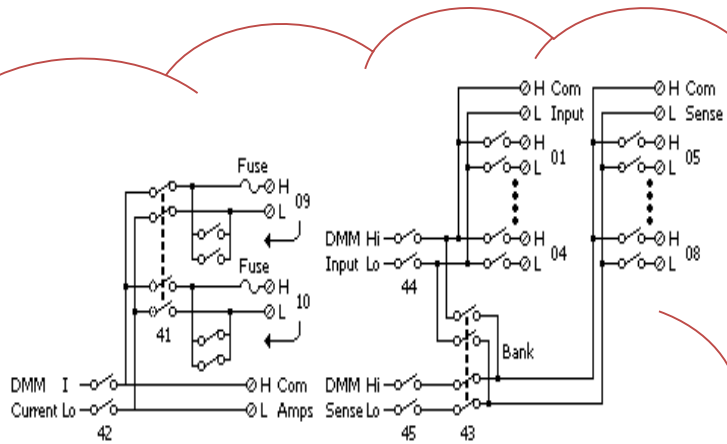 H Com
L Input
H
01
L
H
04
L
H Com
L Sense
H
05
L
H
08
L
Fuse
H
09
L
Fuse
H
10
L
41
DMM I
Current Lo
42
H Com
L Amps
DMM Hi
Input Lo
44
Bank
DMM Hi
Sense Lo
45
43